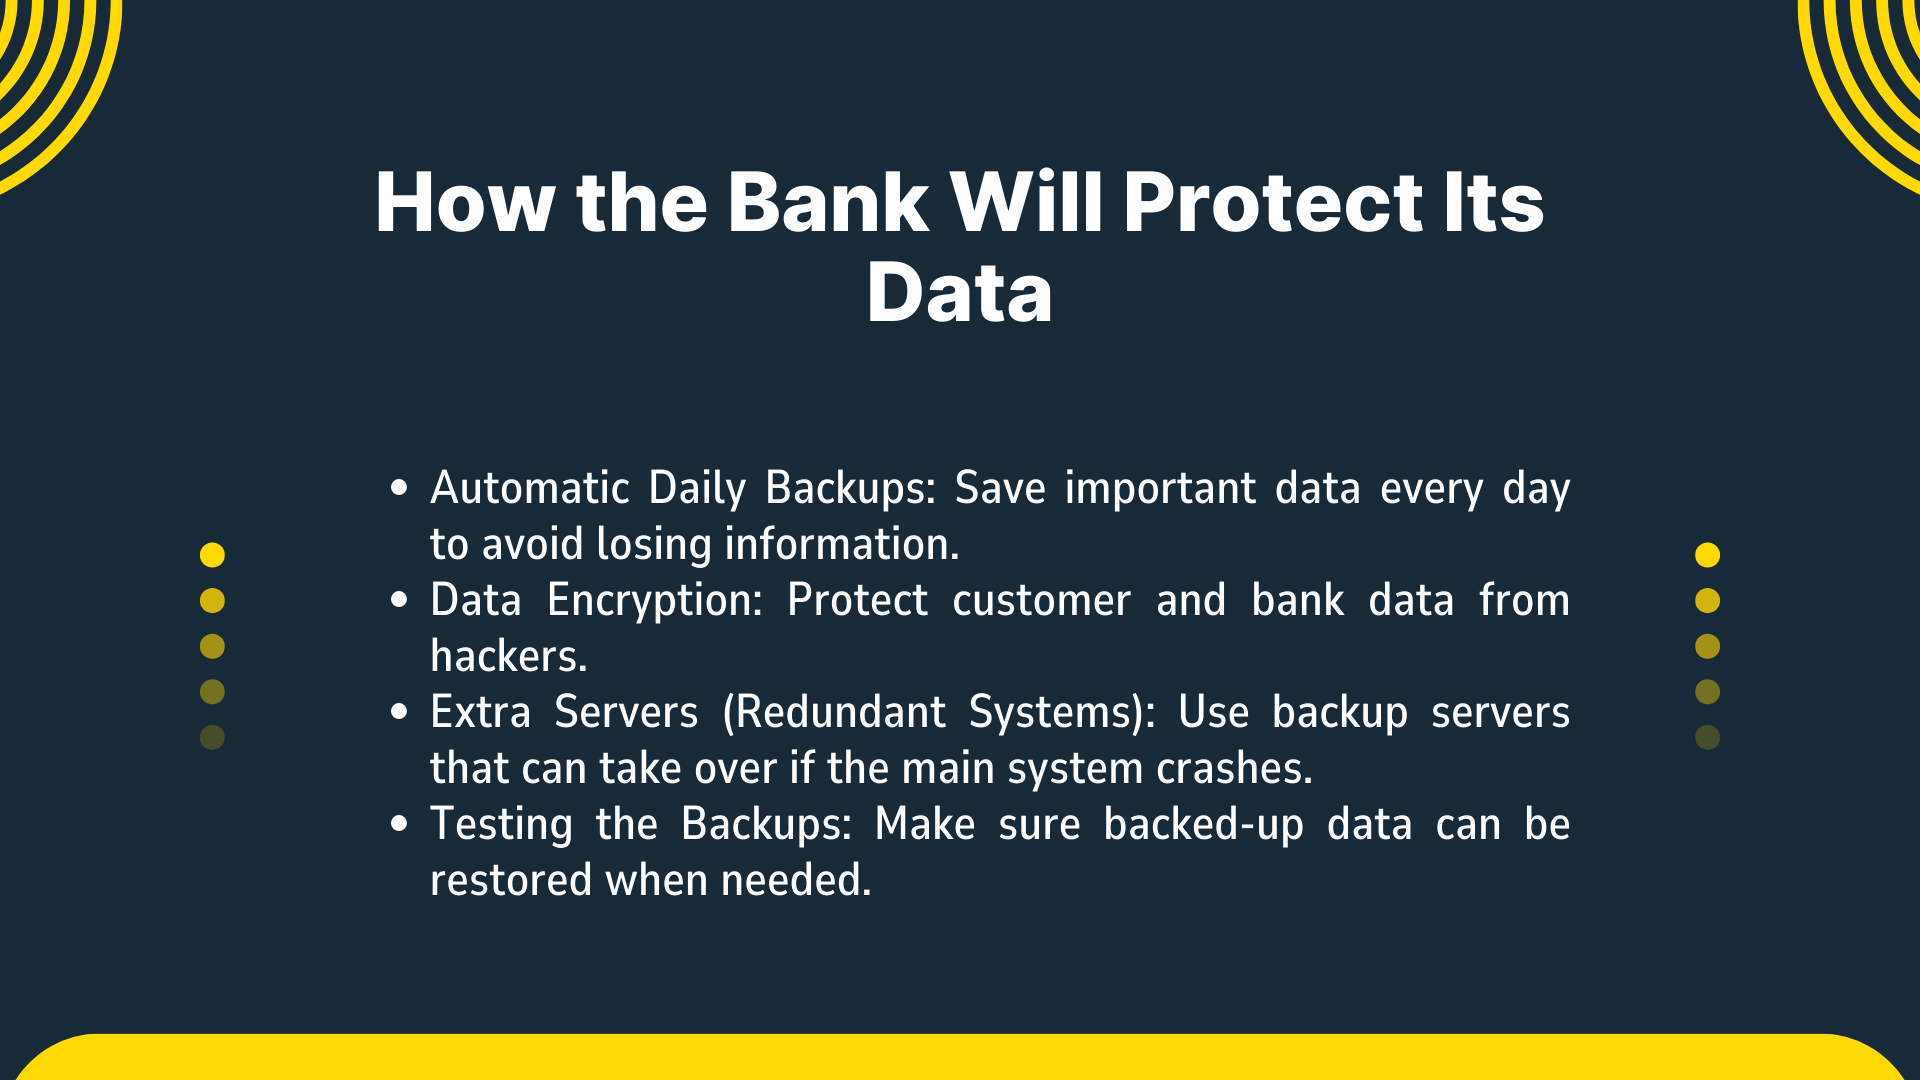 How the Bank Will Protect Its
Data
• Automatic Daily Backups: Save important data every day
to avoid losing information.
• Data Encryption: Protect customer and bank data from
hackers.
• Extra Servers (Redundant Systems): Use backup servers
that can take over if the main system crashes.
• Testing the Backups: Make sure backed-up data can be
restored when needed.